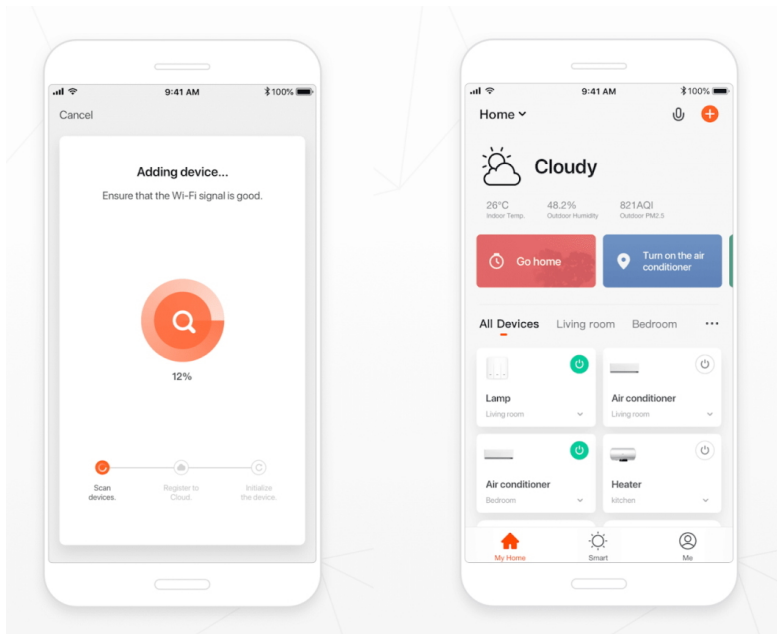 9:41 AM
100%
Cancel
Adding device...
Ensure that the Wi-Fi signal is good.
12%
Scan
devices.
Register to
Cloud.
Initialize
the device.
9:41 AM
100%
Home
Cloudy
26°C
Indoor Temp.
48.2%
Outdoor Humidity
821AQI
Outdoor PM2.5
Go home
Turn on the air
conditioner
All Devices
Living room
Bedroom
Lamp
Living room
Air conditioner
Living room
Air conditioner
Bedroom
Heater
kitchen
My Home
Smart
Me